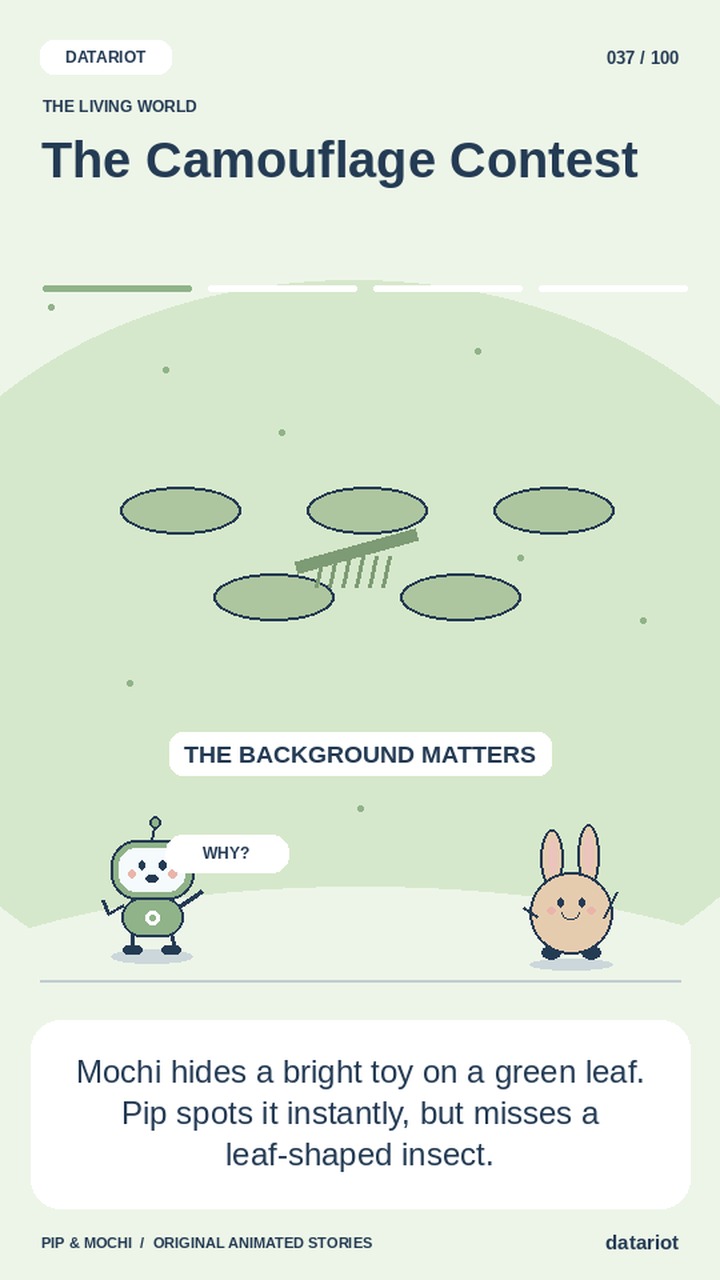 DATARIOT
037 / 100
THE LIVING WORLD
The Camouflage Contest
THE BACKGROUND MATTERS
WHY?
Mochi hides a bright toy on a green leaf.
Pip spots it instantly, but misses a
leaf-shaped insect.
PIP & MOCHI / ORIGINAL ANIMATED STORIES
datariot